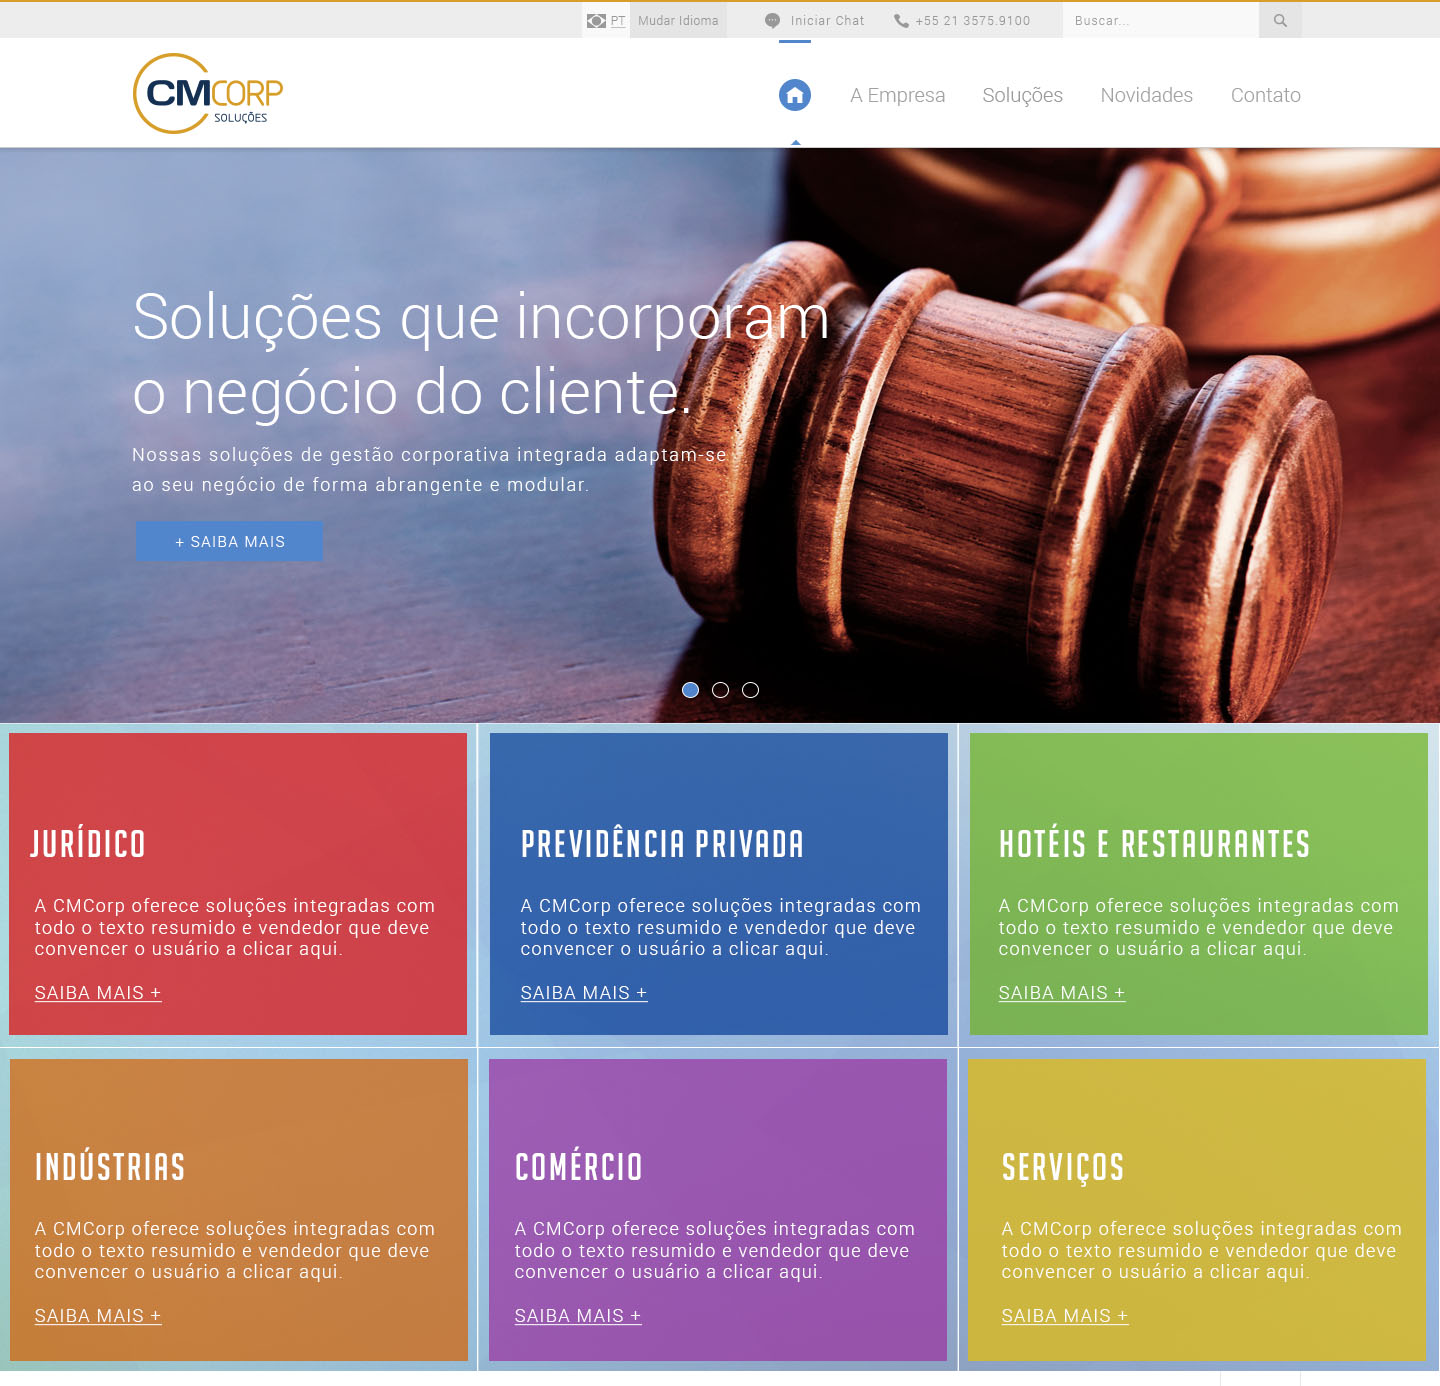 PT
Mudar Idioma
Iniciar Chat
+55 21 3575.9100
Buscar...
CMCORP
SOLUÇÕES
A Empresa
Soluções
Novidades
Contato
Soluções que incorporam
o negócio do cliente.
Nossas soluções de gestão corporativa integrada adaptam-se
ao seu negócio de forma abrangente e modular.
+ SAIBA MAIS
JURÍDICO
A CMCorp oferece soluções integradas com
todo o texto resumido e vendedor que deve
convencer o usuário a clicar aqui.
SAIBA MAIS +
PREVIDÊNCIA PRIVADA
A CMCorp oferece soluções integradas com
todo o texto resumido e vendedor que deve
convencer o usuário a clicar aqui.
SAIBA MAIS +
HOTÉIS E RESTAURANTES
A CMCorp oferece soluções integradas com
todo o texto resumido e vendedor que deve
convencer o usuário a clicar aqui.
SAIBA MAIS +
INDÚSTRIAS
A CMCorp oferece soluções integradas com
todo o texto resumido e vendedor que deve
convencer o usuário a clicar aqui.
SAIBA MAIS +
COMÉRCIO
A CMCorp oferece soluções integradas com
todo o texto resumido e vendedor que deve
convencer o usuário a clicar aqui.
SAIBA MAIS +
SERVIÇOS
A CMCorp oferece soluções integradas com
todo o texto resumido e vendedor que deve
convencer o usuário a clicar aqui.
SAIBA MAIS +